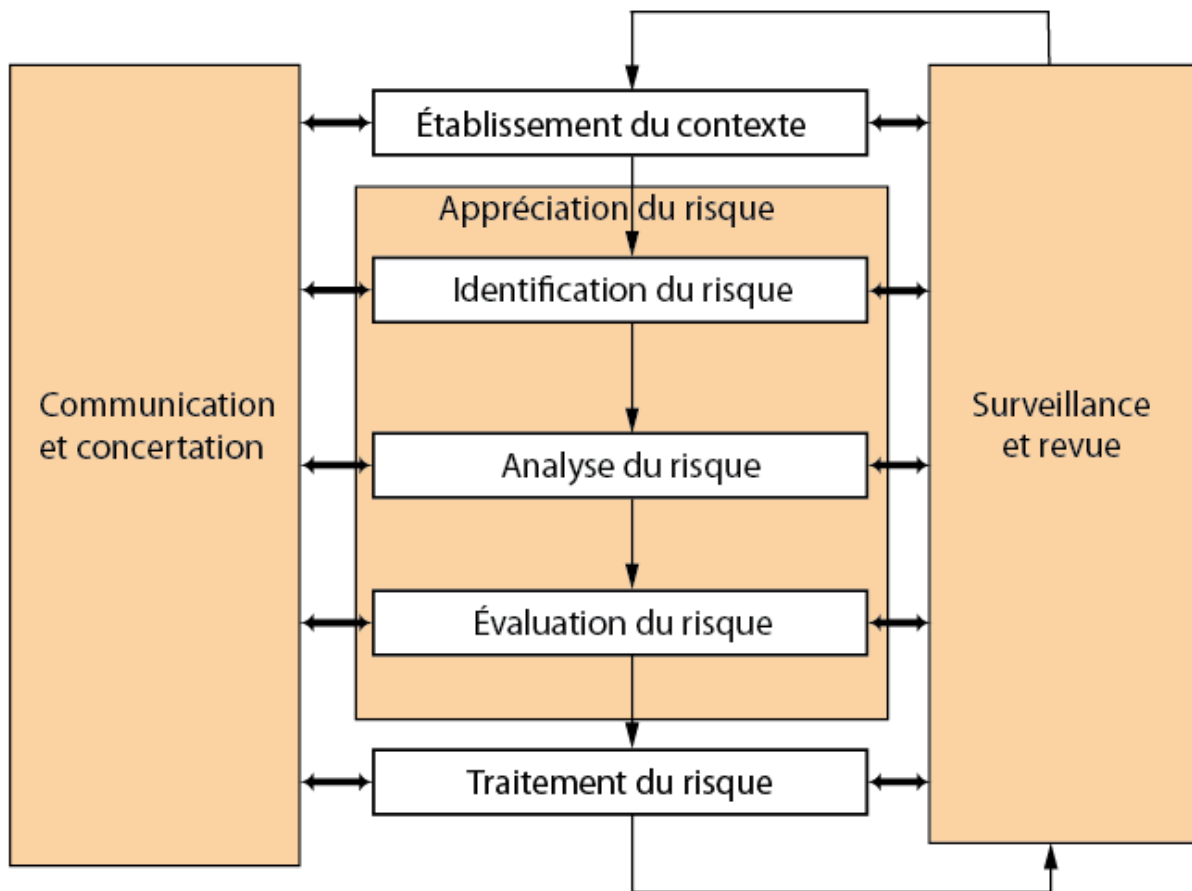 Établissement du contexte
Appréciation du risque
Identification du risque
Communication
et concertation
Surveillance
et revue
Analyse du risque
Évaluation du risque
Traitement du risque